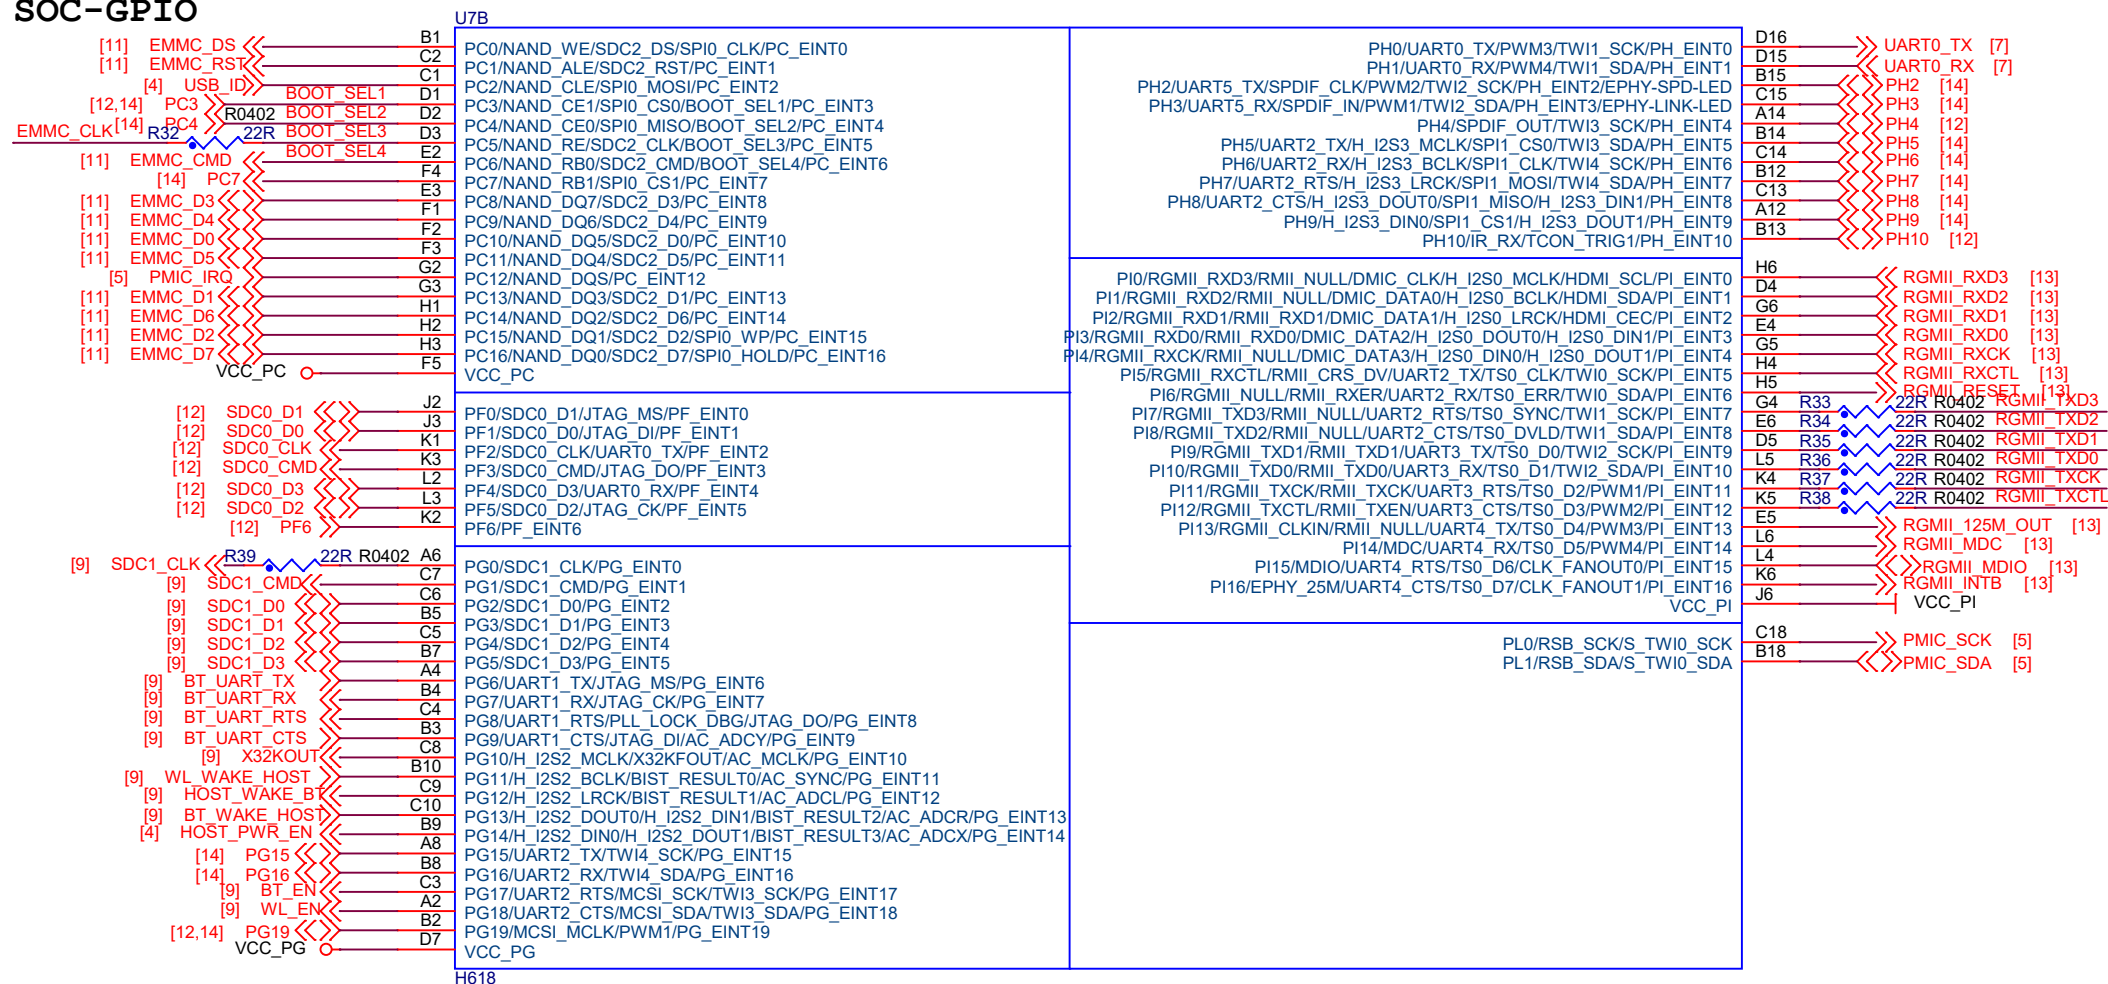 SOC-GPIO
U7B
[11] EMMC_DS B1 PC0/NAND_WE/SDC2_DS/SPI0_CLK/PC_EINT0
[11] EMMC_RST C2 PC1/NAND_ALE/SDC2_RST/PC_EINT1
[4] USB_ID C1 PC2/NAND_CLE/SPI0_MOSI/PC_EINT2
[12,14] PC3 BOOT_SEL1 D1 PC3/NAND_CE1/SPI0_CS0/BOOT_SEL1/PC_EINT3
[14] PC4 R0402 BOOT_SEL2 D2 PC4/NAND_CE0/SPI0_MISO/BOOT_SEL2/PC_EINT4
EMMC_CLK R32 22R BOOT_SEL3 D3 PC5/NAND_RE/SDC2_CLK/BOOT_SEL3/PC_EINT5
[11] EMMC_CMD BOOT_SEL4 E2 PC6/NAND_RB0/SDC2_CMD/BOOT_SEL4/PC_EINT6
[14] PC7 F4 PC7/NAND_RB1/SPI0_CS1/PC_EINT7
[11] EMMC_D3 E3 PC8/NAND_DQ7/SDC2_D3/PC_EINT8
[11] EMMC_D4 F1 PC9/NAND_DQ6/SDC2_D4/PC_EINT9
[11] EMMC_D0 F2 PC10/NAND_DQ5/SDC2_D0/PC_EINT10
[11] EMMC_D5 F3 PC11/NAND_DQ4/SDC2_D5/PC_EINT11
[5] PMIC_IRQ G2 PC12/NAND_DQS/PC_EINT12
[11] EMMC_D1 G3 PC13/NAND_DQ3/SDC2_D1/PC_EINT13
[11] EMMC_D6 H1 PC14/NAND_DQ2/SDC2_D6/PC_EINT14
[11] EMMC_D2 H2 PC15/NAND_DQ1/SDC2_D2/SPI0_WP/PC_EINT15
[11] EMMC_D7 H3 PC16/NAND_DQ0/SDC2_D7/SPI0_HOLD/PC_EINT16
VCC_PC F5 VCC_PC
[12] SDC0_D1 J2 PF0/SDC0_D1/JTAG_MS/PF_EINT0
[12] SDC0_D0 J3 PF1/SDC0_D0/JTAG_DI/PF_EINT1
[12] SDC0_CLK K1 PF2/SDC0_CLK/UART0_TX/PF_EINT2
[12] SDC0_CMD K3 PF3/SDC0_CMD/JTAG_DO/PF_EINT3
[12] SDC0_D3 L2 PF4/SDC0_D3/UART0_RX/PF_EINT4
[12] SDC0_D2 L3 PF5/SDC0_D2/JTAG_CK/PF_EINT5
[12] PF6 K2 PF6/PF_EINT6
[9] SDC1_CLK R39 22R R0402 A6 PG0/SDC1_CLK/PG_EINT0
[9] SDC1_CMD C7 PG1/SDC1_CMD/PG_EINT1
[9] SDC1_D0 C6 PG2/SDC1_D0/PG_EINT2
[9] SDC1_D1 B5 PG3/SDC1_D1/PG_EINT3
[9] SDC1_D2 C5 PG4/SDC1_D2/PG_EINT4
[9] SDC1_D3 B7 PG5/SDC1_D3/PG_EINT5
[9] BT_UART_TX A4 PG6/UART1_TX/JTAG_MS/PG_EINT6
[9] BT_UART_RX B4 PG7/UART1_RX/JTAG_CK/PG_EINT7
[9] BT_UART_RTS C4 PG8/UART1_RTS/PLL_LOCK_DBG/JTAG_DO/PG_EINT8
[9] BT_UART_CTS B3 PG9/UART1_CTS/JTAG_DI/AC_ADCY/PG_EINT9
[9] X32KOUT C8 PG10/H_I2S2_MCLK/X32KFOUT/AC_MCLK/PG_EINT10
[9] WL_WAKE_HOST B10 PG11/H_I2S2_BCLK/BIST_RESULT0/AC_SYNC/PG_EINT11
[9] HOST_WAKE_BT C9 PG12/H_I2S2_LRCK/BIST_RESULT1/AC_ADCL/PG_EINT12
[9] BT_WAKE_HOST C10 PG13/H_I2S2_DOUT0/H_I2S2_DIN1/BIST_RESULT2/AC_ADCR/PG_EINT13
[4] HOST_PWR_EN B9 PG14/H_I2S2_DIN0/H_I2S2_DOUT1/BIST_RESULT3/AC_ADCX/PG_EINT14
[14] PG15 A8 PG15/UART2_TX/TWI4_SCK/PG_EINT15
[14] PG16 B8 PG16/UART2_RX/TWI4_SDA/PG_EINT16
[9] BT_EN C3 PG17/UART2_RTS/MCSI_SCK/TWI3_SCK/PG_EINT17
[9] WL_EN A2 PG18/UART2_CTS/MCSI_SDA/TWI3_SDA/PG_EINT18
[12,14] PG19 B2 PG19/MCSI_MCLK/PWM1/PG_EINT19
VCC_PG D7 VCC_PG
H618
PH0/UART0_TX/PWM3/TWI1_SCK/PH_EINT0 D16 UART0_TX [7]
PH1/UART0_RX/PWM4/TWI1_SDA/PH_EINT1 D15 UART0_RX [7]
PH2/UART5_TX/SPDIF_CLK/PWM2/TWI2_SCK/PH_EINT2/EPHY-SPD-LED B15 PH2 [14]
PH3/UART5_RX/SPDIF_IN/PWM1/TWI2_SDA/PH_EINT3/EPHY-LINK-LED C15 PH3 [14]
PH4/SPDIF_OUT/TWI3_SCK/PH_EINT4 A14 PH4 [12]
PH5/UART2_TX/H_I2S3_MCLK/SPI1_CS0/TWI3_SDA/PH_EINT5 B14 PH5 [14]
PH6/UART2_RX/H_I2S3_BCLK/SPI1_CLK/TWI4_SCK/PH_EINT6 C14 PH6 [14]
PH7/UART2_RTS/H_I2S3_LRCK/SPI1_MOSI/TWI4_SDA/PH_EINT7 B12 PH7 [14]
PH8/UART2_CTS/H_I2S3_DOUT0/SPI1_MISO/H_I2S3_DIN1/PH_EINT8 C13 PH8 [14]
PH9/H_I2S3_DIN0/SPI1_CS1/H_I2S3_DOUT1/PH_EINT9 A12 PH9 [14]
PH10/IR_RX/TCON_TRIG1/PH_EINT10 B13 PH10 [12]
PI0/RGMII_RXD3/RMII_NULL/DMIC_CLK/H_I2S0_MCLK/HDMI_SCL/PI_EINT0 H6 RGMII_RXD3 [13]
PI1/RGMII_RXD2/RMII_NULL/DMIC_DATA0/H_I2S0_BCLK/HDMI_SDA/PI_EINT1 D4 RGMII_RXD2 [13]
PI2/RGMII_RXD1/RMII_RXD1/DMIC_DATA1/H_I2S0_LRCK/HDMI_CEC/PI_EINT2 G6 RGMII_RXD1 [13]
PI3/RGMII_RXD0/RMII_RXD0/DMIC_DATA2/H_I2S0_DOUT0/H_I2S0_DIN1/PI_EINT3 E4 RGMII_RXD0 [13]
PI4/RGMII_RXCK/RMII_NULL/DMIC_DATA3/H_I2S0_DIN0/H_I2S0_DOUT1/PI_EINT4 G5 RGMII_RXCK [13]
PI5/RGMII_RXCTL/RMII_CRS_DV/UART2_TX/TS0_CLK/TWI0_SCK/PI_EINT5 H4 RGMII_RXCTL [13]
PI6/RGMII_NULL/RMII_RXER/UART2_RX/TS0_ERR/TWI0_SDA/PI_EINT6 H5 RGMII_RESET [13]
PI7/RGMII_TXD3/RMII_NULL/UART2_RTS/TS0_SYNC/TWI1_SCK/PI_EINT7 G4 R33 22R R0402 RGMII_TXD3
PI8/RGMII_TXD2/RMII_NULL/UART2_CTS/TS0_DVLD/TWI1_SDA/PI_EINT8 E6 R34 22R R0402 RGMII_TXD2
PI9/RGMII_TXD1/RMII_TXD1/UART3_TX/TS0_D0/TWI2_SCK/PI_EINT9 D5 R35 22R R0402 RGMII_TXD1
PI10/RGMII_TXD0/RMII_TXD0/UART3_RX/TS0_D1/TWI2_SDA/PI_EINT10 L5 R36 22R R0402 RGMII_TXD0
PI11/RGMII_TXCK/RMII_TXCK/UART3_RTS/TS0_D2/PWM1/PI_EINT11 K4 R37 22R R0402 RGMII_TXCK
PI12/RGMII_TXCTL/RMII_TXEN/UART3_CTS/TS0_D3/PWM2/PI_EINT12 K5 R38 22R R0402 RGMII_TXCTL
PI13/RGMII_CLKIN/RMII_NULL/UART4_TX/TS0_D4/PWM3/PI_EINT13 E5 RGMII_125M_OUT [13]
PI14/MDC/UART4_RX/TS0_D5/PWM4/PI_EINT14 L6 RGMII_MDC [13]
PI15/MDIO/UART4_RTS/TS0_D6/CLK_FANOUT0/PI_EINT15 L4 RGMII_MDIO [13]
PI16/EPHY_25M/UART4_CTS/TS0_D7/CLK_FANOUT1/PI_EINT16 K6 RGMII_INTB [13]
VCC_PI J6 VCC_PI
PL0/RSB_SCK/S_TWI0_SCK C18 PMIC_SCK [5]
PL1/RSB_SDA/S_TWI0_SDA B18 PMIC_SDA [5]